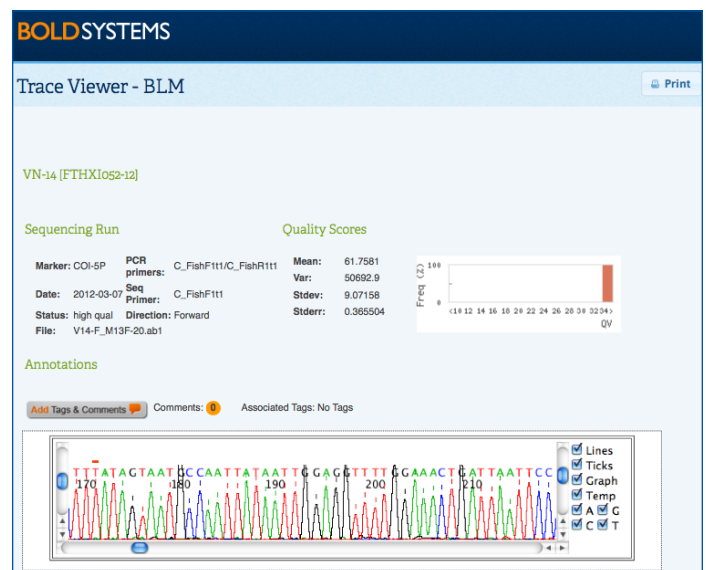 BOLDSYSTEMS
Trace Viewer - BLM
Print
VN-14 [FTHXI052-12]
Sequencing Run
Quality Scores
Marker: COI-5P PCR primers: C_FishF1t1/C_FishR1t1
Date: 2012-03-07 Seq Primer: C_FishF1t1
Status: high qual Direction: Forward
File: V14-F_M13F-20.ab1
Mean: 61.7581
Var: 50692.9
Stdev: 9.07158
Stderr: 0.365504
Freq (%)
100
0
<10 12 14 16 18 20 22 24 26 28 30 32 34>
QV
Annotations
Add Tags & Comments Comments: 0 Associated Tags: No Tags
TTTATAGTAATGCCAATTATAATTGGAGGTTTTGGAAACTGATTAATTCC
170 180 190 200 210
Lines
Ticks
Graph
Temp
A G
C T